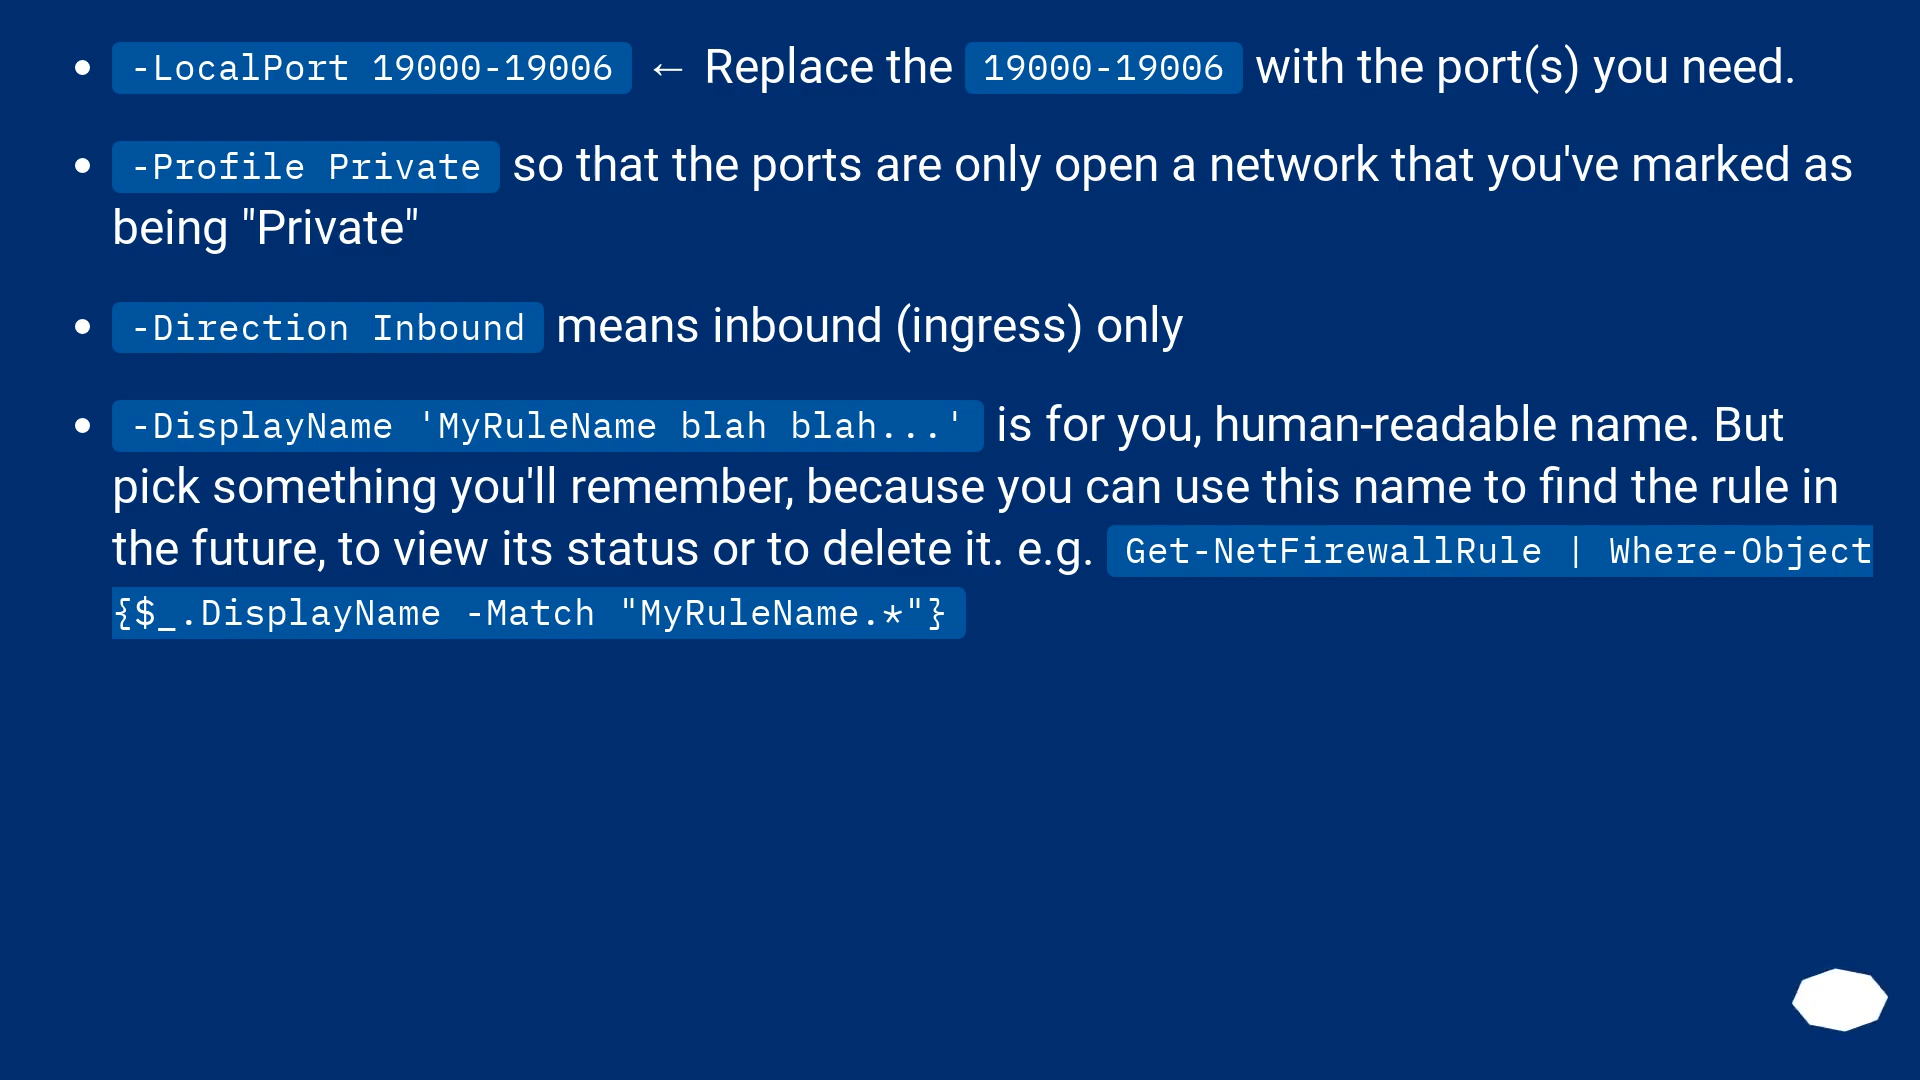 • -LocalPort 19000-19006 ← Replace the 19000-19006 with the port(s) you need.
• -Profile Private so that the ports are only open a network that you've marked as
being "Private"
• -Direction Inbound means inbound (ingress) only
• -DisplayName 'MyRuleName blah blah...' is for you, human-readable name. But
pick something you'll remember, because you can use this name to find the rule in
the future, to view its status or to delete it. e.g. Get-NetFirewallRule | Where-Object
{$_.DisplayName -Match "MyRuleName.*"}